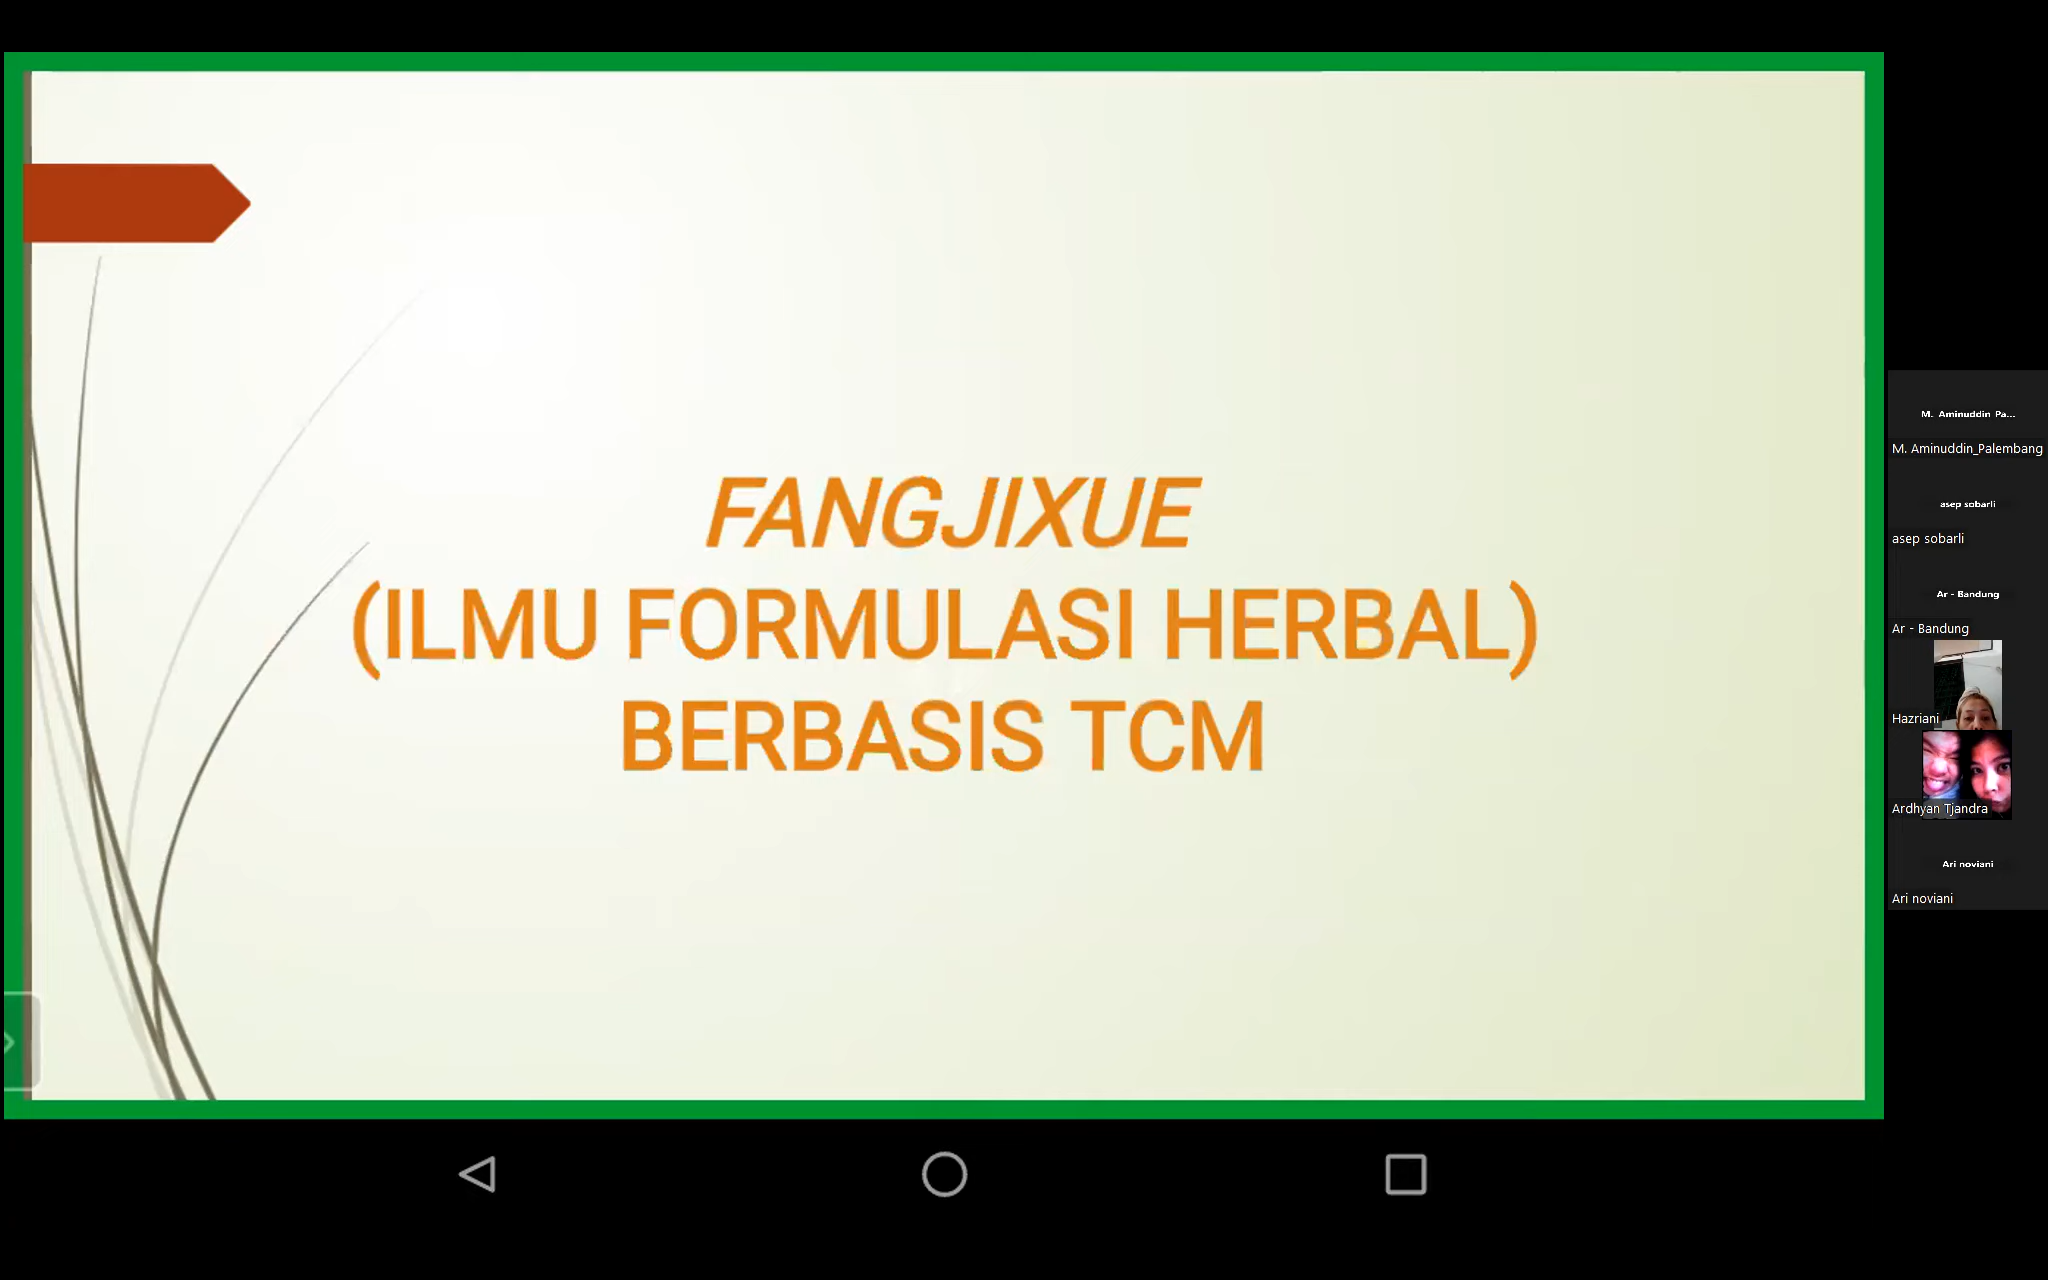 FANGJIXUE
(ILMU FORMULASI HERBAL)
BERBASIS TCM
M. Aminuddin Pa...
M. Aminuddin_Palembang
asep sobarli
asep sobarli
Ar - Bandung
Ar - Bandung
Hazriani
Ardhyan Tjandra
Ari noviani
Ari noviani